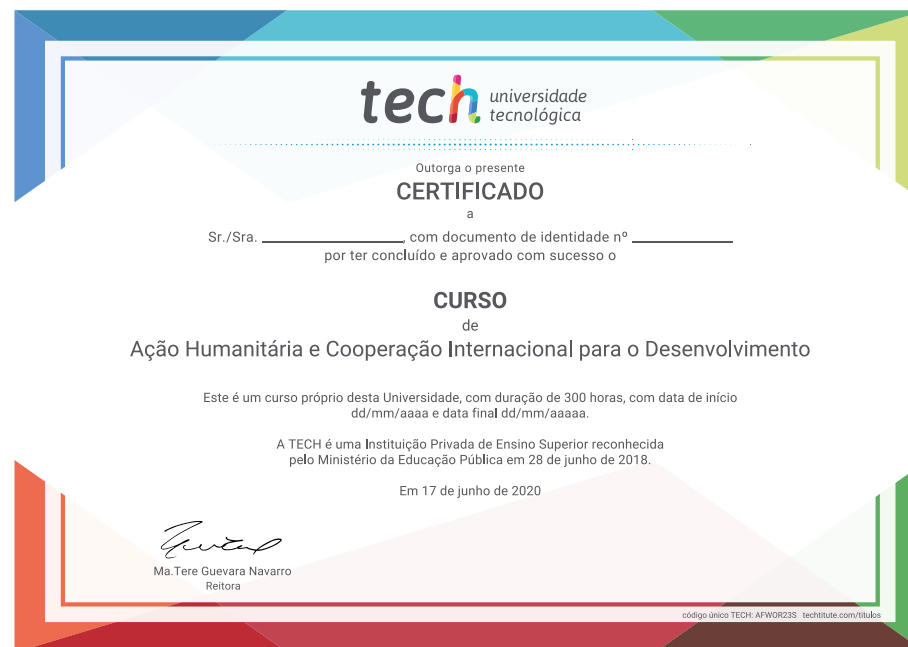 tech universidade
tecnológica
Outorga o presente
CERTIFICADO
a
Sr./Sra. ________________, com documento de identidade nº ____________
por ter concluído e aprovado com sucesso o
CURSO
de
Ação Humanitária e Cooperação Internacional para o Desenvolvimento
Este é um curso próprio desta Universidade, com duração de 300 horas, com data de início
dd/mm/aaaa e data final dd/mm/aaaaa.
A TECH é uma Instituição Privada de Ensino Superior reconhecida
pelo Ministério da Educação Pública em 28 de junho de 2018.
Em 17 de junho de 2020
Ma.Tere Guevara Navarro
Reitora
código único TECH: AFWOR23S techtitute.com/titulos